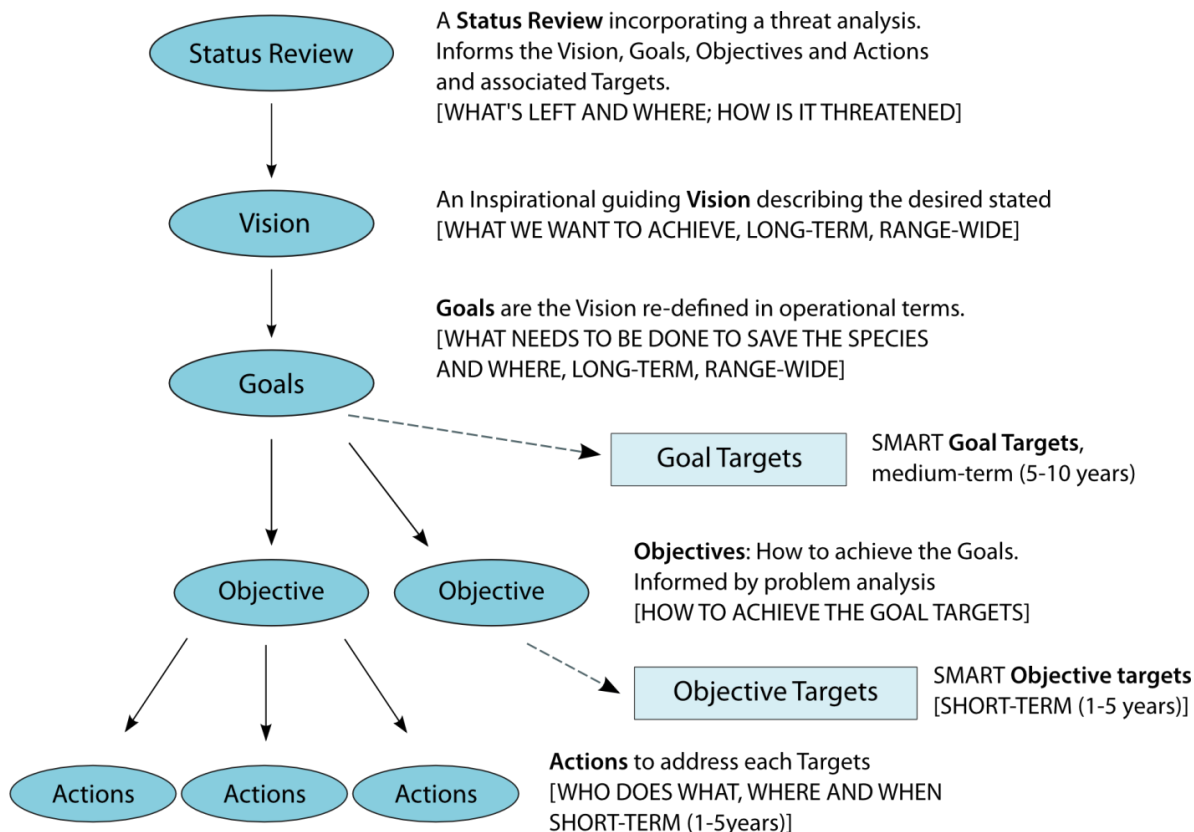 Status Review
A Status Review incorporating a threat analysis.
Informs the Vision, Goals, Objectives and Actions
and associated Targets.
[WHAT'S LEFT AND WHERE; HOW IS IT THREATENED]
Vision
An Inspirational guiding Vision describing the desired stated
[WHAT WE WANT TO ACHIEVE, LONG-TERM, RANGE-WIDE]
Goals
Goals are the Vision re-defined in operational terms.
[WHAT NEEDS TO BE DONE TO SAVE THE SPECIES
AND WHERE, LONG-TERM, RANGE-WIDE]
Goal Targets
SMART Goal Targets,
medium-term (5-10 years)
Objective
Objective
Objectives: How to achieve the Goals.
Informed by problem analysis
[HOW TO ACHIEVE THE GOAL TARGETS]
Objective Targets
SMART Objective targets
[SHORT-TERM (1-5 years)]
Actions
Actions
Actions
Actions to address each Targets
[WHO DOES WHAT, WHERE AND WHEN
SHORT-TERM (1-5years)]